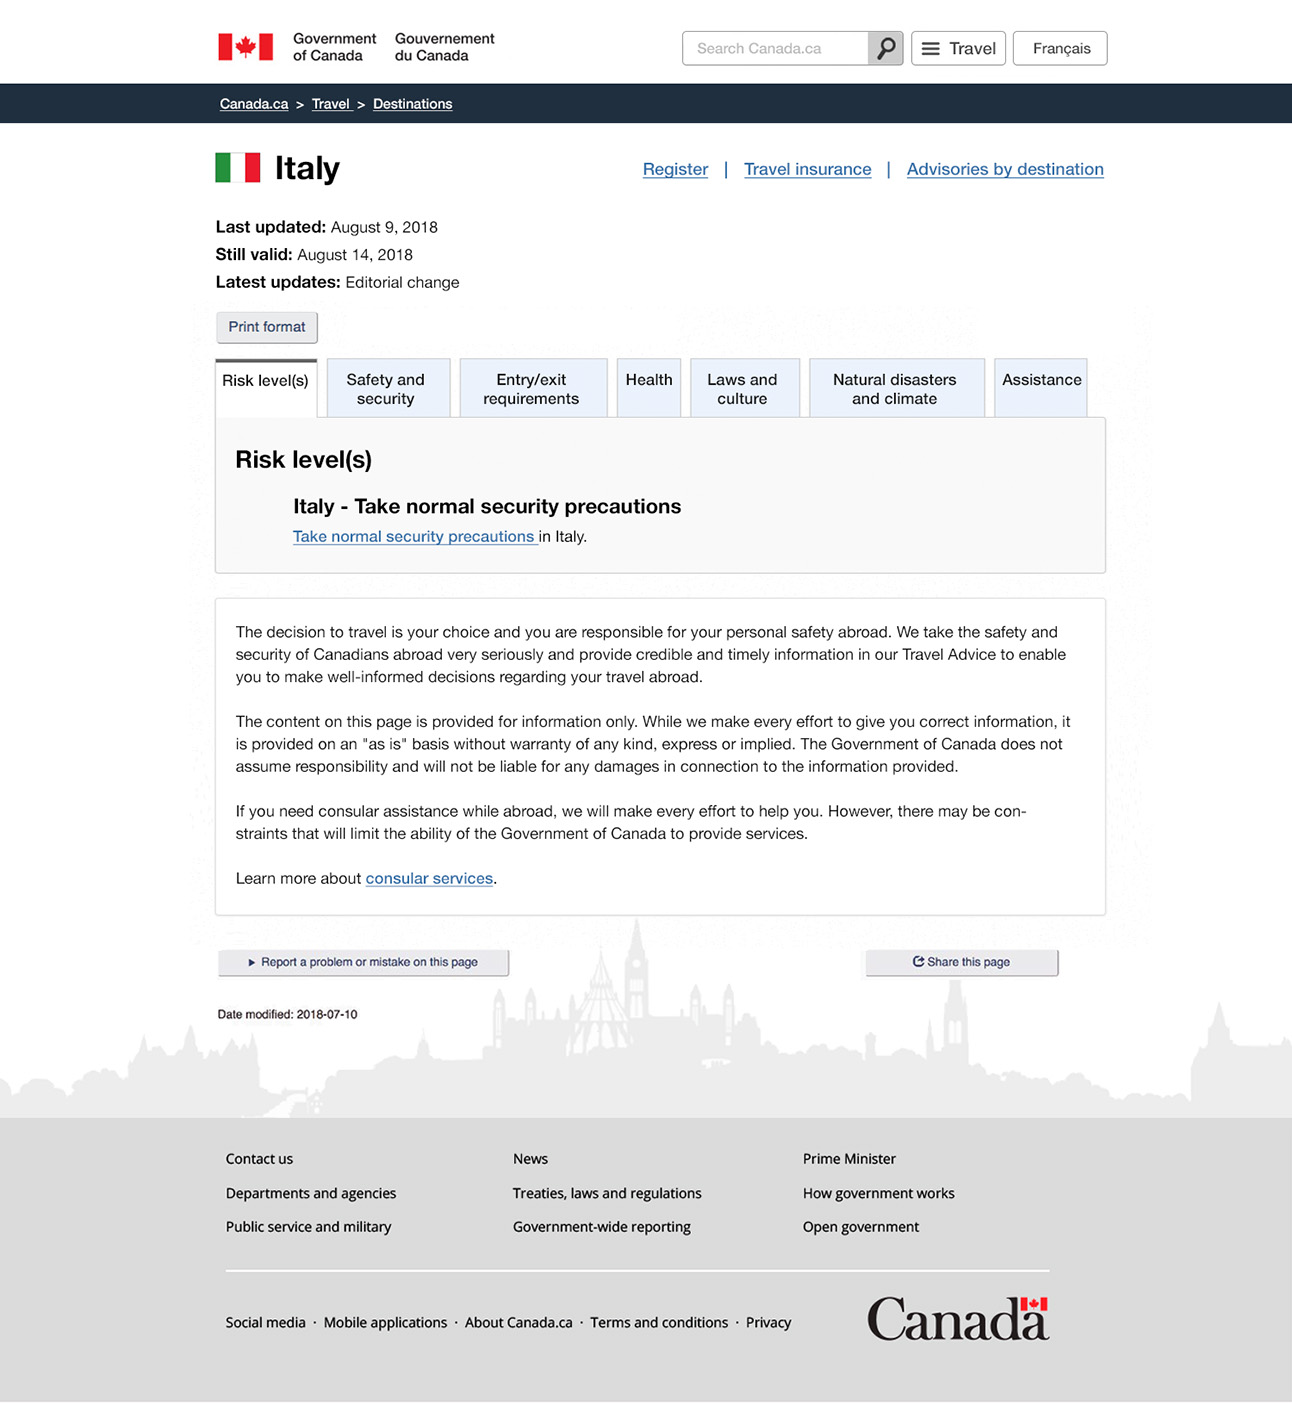 Government of Canada
Gouvernement du Canada
Search Canada.ca
Travel
Français
Canada.ca > Travel > Destinations
Italy
Register | Travel insurance | Advisories by destination
Last updated: August 9, 2018
Still valid: August 14, 2018
Latest updates: Editorial change
Print format
Risk level(s)
Safety and security
Entry/exit requirements
Health
Laws and culture
Natural disasters and climate
Assistance
Risk level(s)
Italy - Take normal security precautions
Take normal security precautions in Italy.
The decision to travel is your choice and you are responsible for your personal safety abroad. We take the safety and
security of Canadians abroad very seriously and provide credible and timely information in our Travel Advice to enable
you to make well-informed decisions regarding your travel abroad.
The content on this page is provided for information only. While we make every effort to give you correct information, it
is provided on an "as is" basis without warranty of any kind, express or implied. The Government of Canada does not
assume responsibility and will not be liable for any damages in connection to the information provided.
If you need consular assistance while abroad, we will make every effort to help you. However, there may be con-
straints that will limit the ability of the Government of Canada to provide services.
Learn more about consular services.
Report a problem or mistake on this page
Share this page
Date modified: 2018-07-10
Contact us
News
Prime Minister
Departments and agencies
Treaties, laws and regulations
How government works
Public service and military
Government-wide reporting
Open government
Social media · Mobile applications · About Canada.ca · Terms and conditions · Privacy
Canada